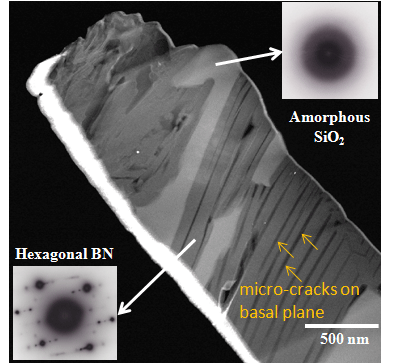 Amorphous
SiO₂
Hexagonal BN
micro-cracks on
basal plane
500 nm